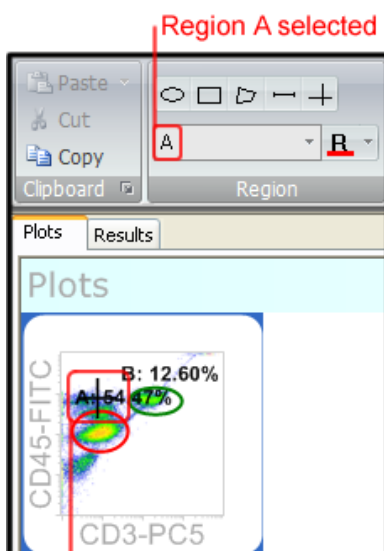 Region A selected
Paste
Cut
Copy
Clipboard
A
R
Region
Plots
Results
Plots
B: 12.60%
A: 54.47%
CD45-FITC
CD3-PC5